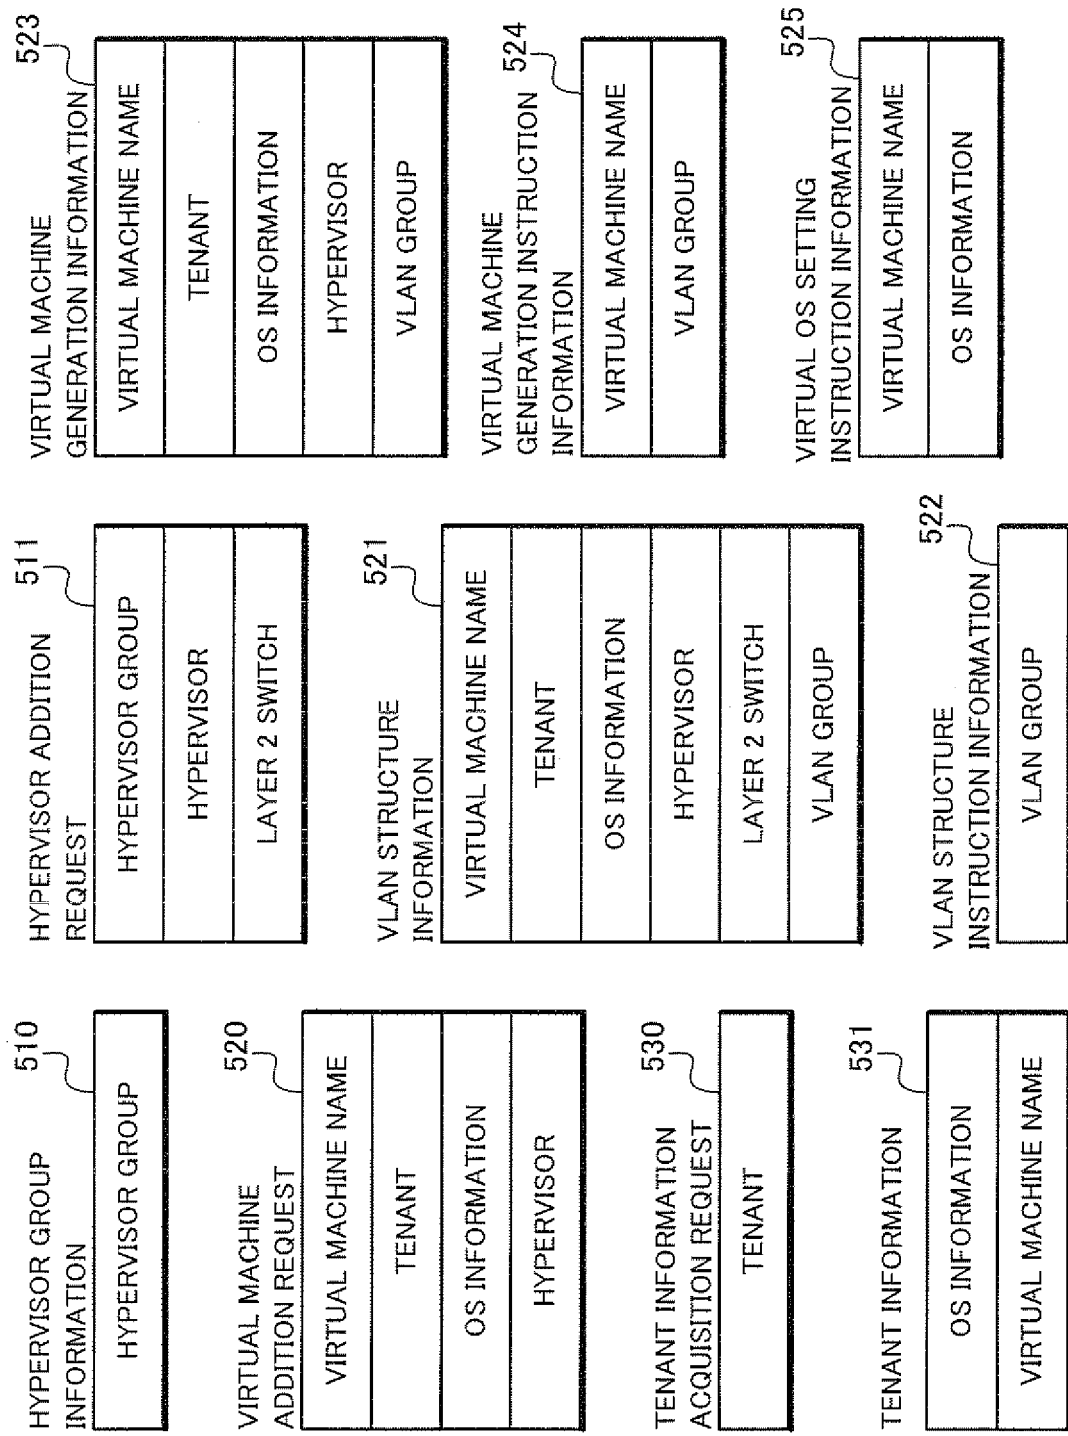 HYPERVISOR GROUP
INFORMATION
510
HYPERVISOR GROUP
VIRTUAL MACHINE
ADDITION REQUEST
520
VIRTUAL MACHINE NAME
TENANT
OS INFORMATION
HYPERVISOR
TENANT INFORMATION
ACQUISITION REQUEST
530
TENANT
TENANT INFORMATION
531
OS INFORMATION
VIRTUAL MACHINE NAME
HYPERVISOR ADDITION
REQUEST
511
HYPERVISOR GROUP
HYPERVISOR
LAYER 2 SWITCH
VLAN STRUCTURE
INFORMATION
521
VIRTUAL MACHINE NAME
TENANT
OS INFORMATION
HYPERVISOR
LAYER 2 SWITCH
VLAN GROUP
VLAN STRUCTURE
INSTRUCTION INFORMATION
522
VLAN GROUP
VIRTUAL MACHINE
GENERATION INFORMATION
523
VIRTUAL MACHINE NAME
TENANT
OS INFORMATION
HYPERVISOR
VLAN GROUP
VIRTUAL MACHINE
GENERATION INSTRUCTION
INFORMATION
524
VIRTUAL MACHINE NAME
VLAN GROUP
VIRTUAL OS SETTING
INSTRUCTION INFORMATION
525
VIRTUAL MACHINE NAME
OS INFORMATION